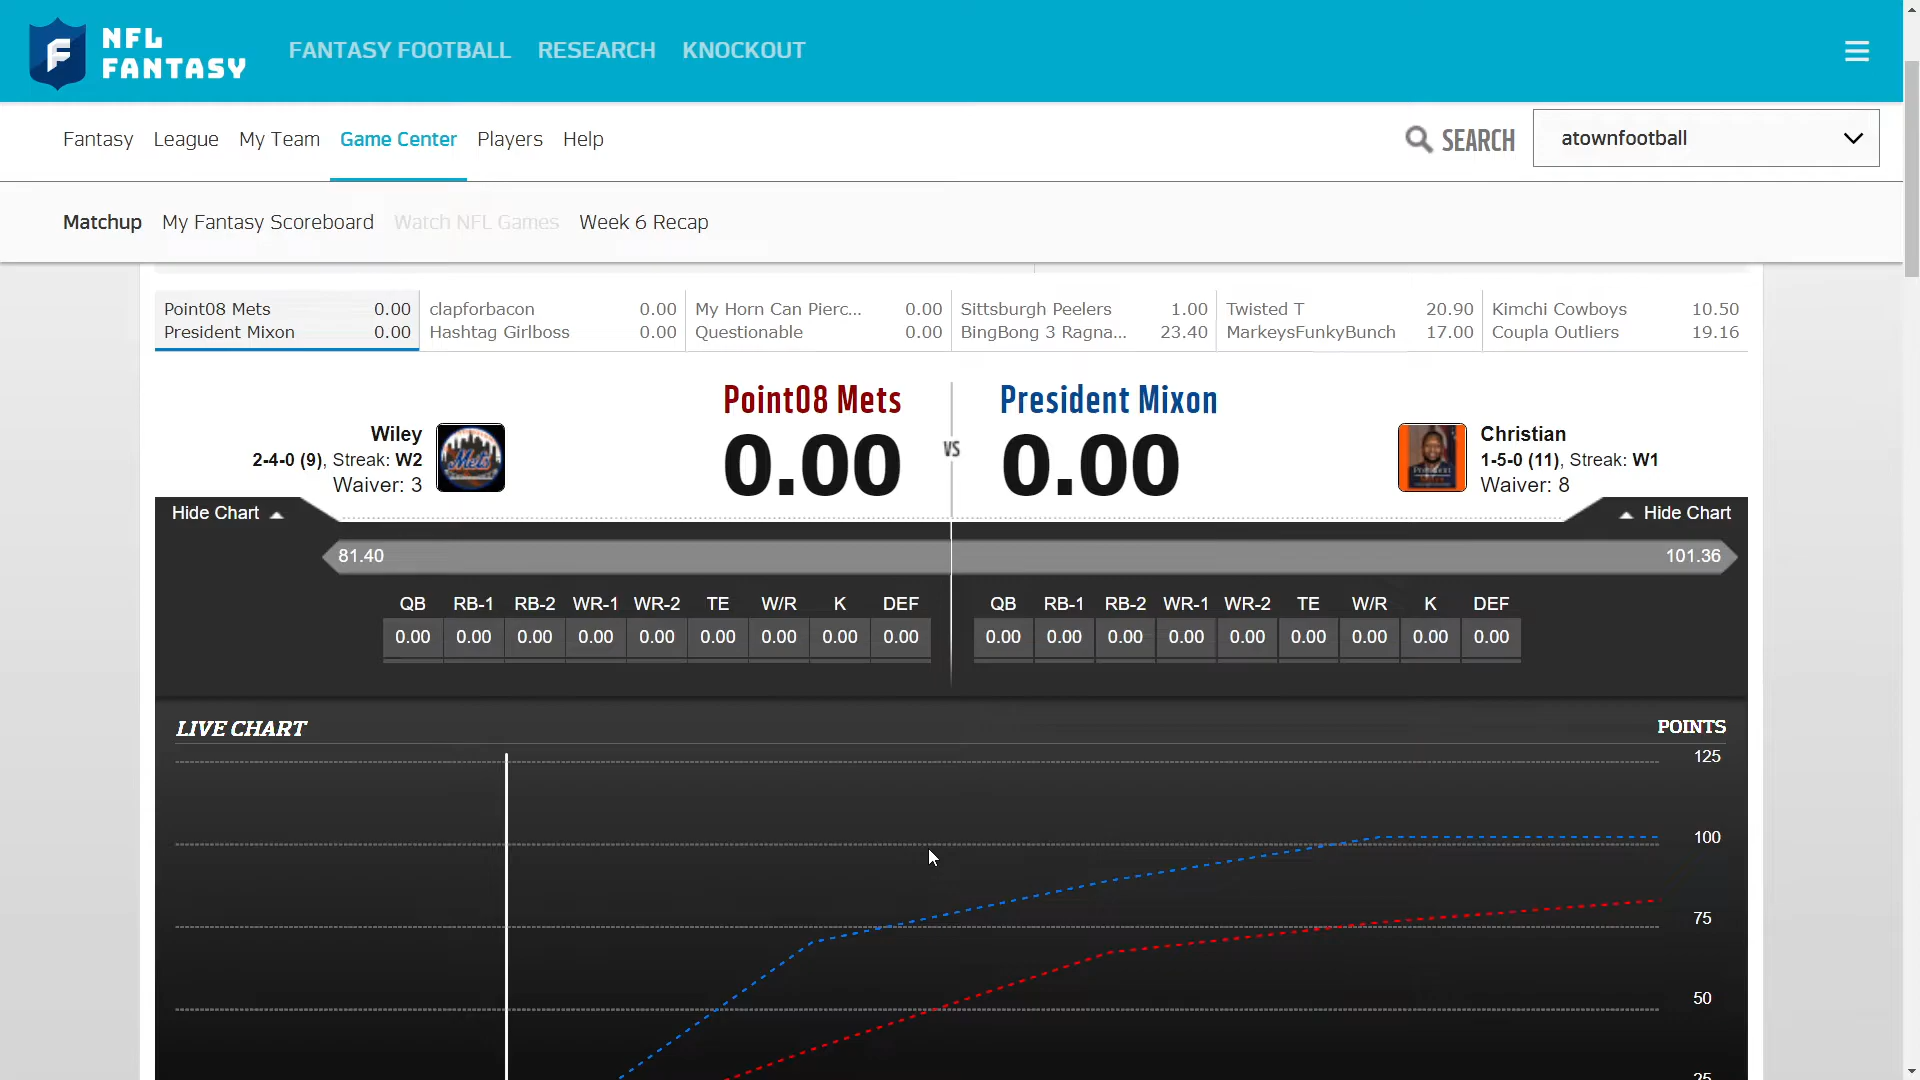 NFL FANTASY
FANTASY FOOTBALL RESEARCH KNOCKOUT
Fantasy League My Team Game Center Players Help
SEARCH atownfootball
Matchup My Fantasy Scoreboard Watch NFL Games Week 6 Recap
Point08 Mets 0.00
President Mixon 0.00
clapforbacon 0.00
Hashtag Girlboss 0.00
My Horn Can Pierc... 0.00
Questionable 0.00
Sittsburgh Peelers 1.00
BingBong 3 Ragna... 23.40
Twisted T 20.90
MarkeysFunkyBunch 17.00
Kimchi Cowboys 10.50
Coupla Outliers 19.16
Wiley
2-4-0 (9), Streak: W2
Waiver: 3
Mets
Point08 Mets
0.00
VS
President Mixon
0.00
Christian
1-5-0 (11), Streak: W1
Waiver: 8
Hide Chart Hide Chart
81.40 101.36
QB RB-1 RB-2 WR-1 WR-2 TE W/R K DEF
0.00 0.00 0.00 0.00 0.00 0.00 0.00 0.00 0.00
QB RB-1 RB-2 WR-1 WR-2 TE W/R K DEF
0.00 0.00 0.00 0.00 0.00 0.00 0.00 0.00 0.00
LIVE CHART POINTS
125
100
75
50
25